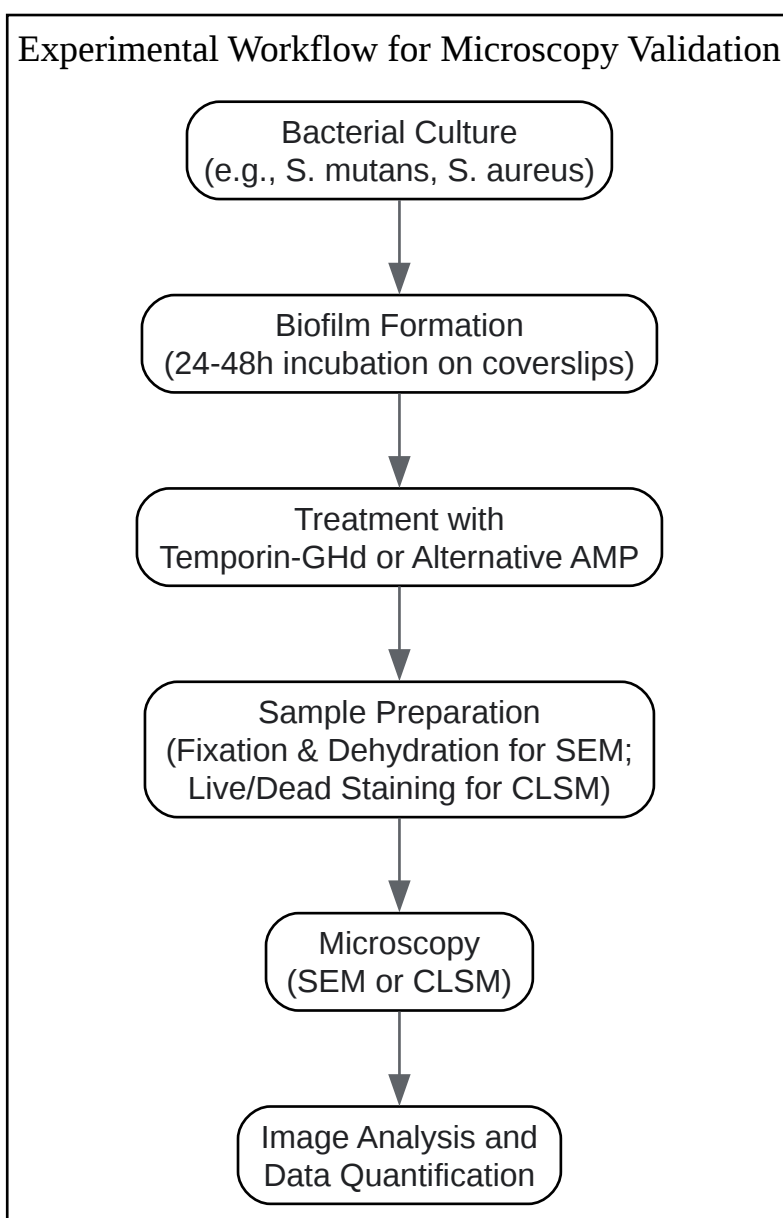 Experimental Workflow for Microscopy Validation
Bacterial Culture
(e.g., S. mutans, S. aureus)
Biofilm Formation
(24-48h incubation on coverslips)
Treatment with
Temporin-GHd or Alternative AMP
Sample Preparation
(Fixation & Dehydration for SEM;
Live/Dead Staining for CLSM)
Microscopy
(SEM or CLSM)
Image Analysis and
Data Quantification